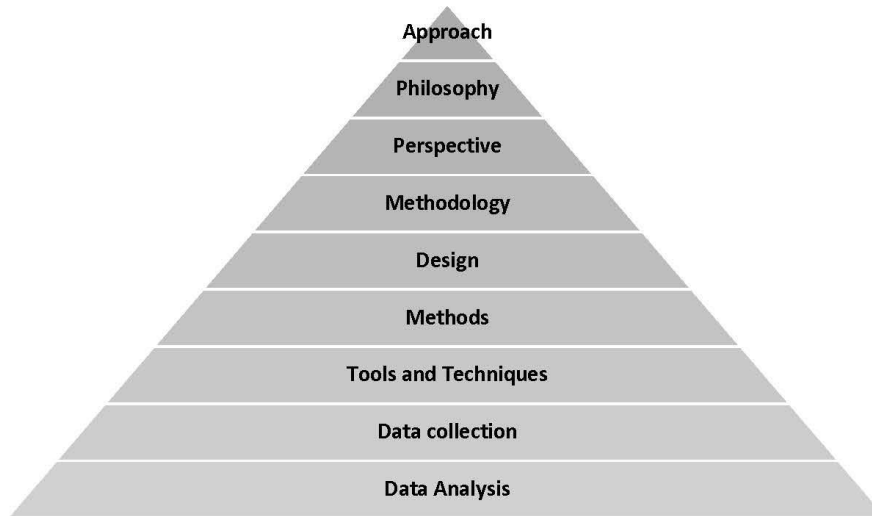 Approach
Philosophy
Perspective
Methodology
Design
Methods
Tools and Techniques
Data collection
Data Analysis